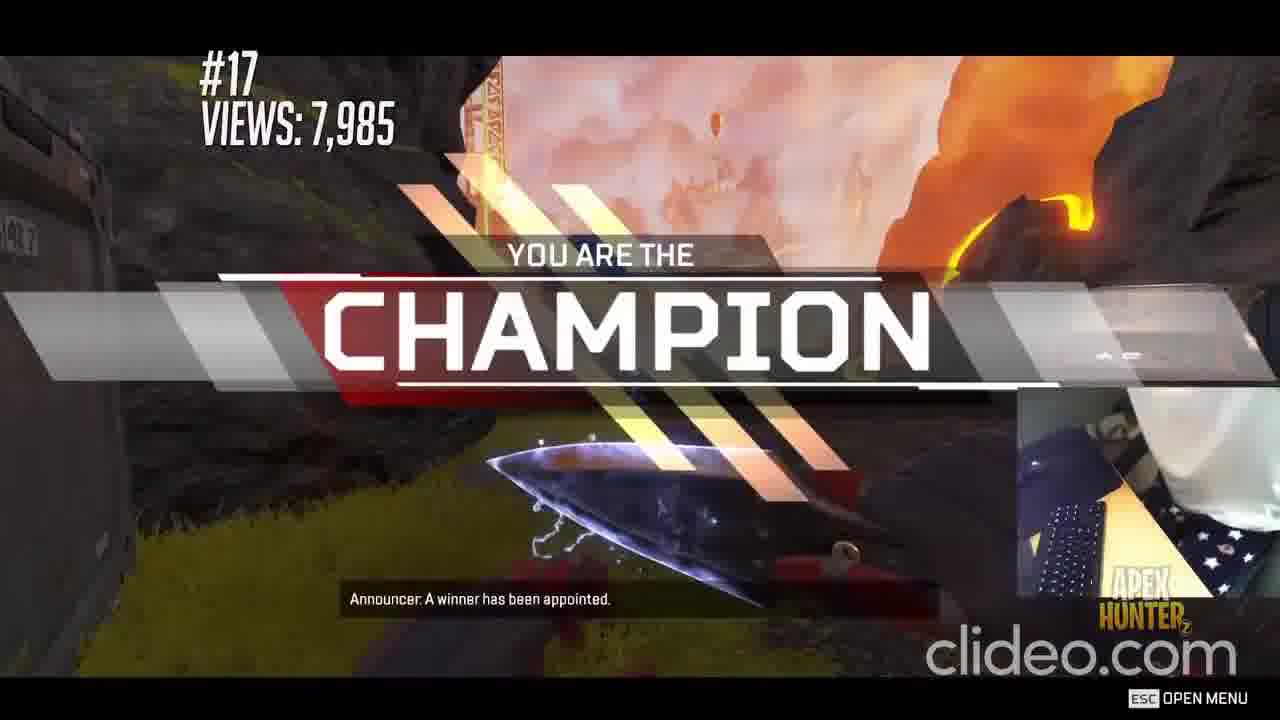 #17
VIEWS: 7,985
YOU ARE THE
CHAMPION
Announcer: A winner has been appointed.
APEX
HUNTERZ
clideo.com
ESC OPEN MENU